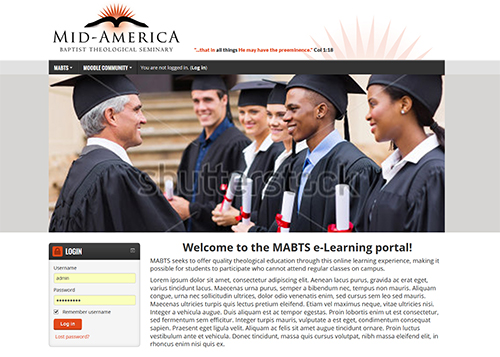 MID-AMERICA
BAPTIST THEOLOGICAL SEMINARY
"...that in all things He may have the preeminence." Col 1:18
MABTS MOODLE COMMUNITY You are not logged in. (Log in)
shutterstock
LOGIN
Username
admin
Password
Remember username
Log in
Lost password?
Welcome to the MABTS e-Learning portal!
MABTS seeks to offer quality theological education through this online learning experience, making it
possible for students to participate who cannot attend regular classes on campus.
Lorem ipsum dolor sit amet, consectetur adipiscing elit. Aenean lacus purus, gravida ac erat eget,
varius tincidunt lacus. Maecenas urna purus, semper a bibendum nec, tempus non mauris. Aliquam
congue, urna nec sollicitudin ultrices, dolor odio venenatis enim, sed cursus sem leo sed mauris.
Maecenas ultricies turpis quis lectus pretium eleifend. Etiam vel maximus neque, vitae ultricies nisi.
Integer a vehicula augue. Duis aliquam est ac tempor egestas. Proin lobortis enim ut est consectetur,
sed fermentum sem efficitur. Integer turpis mauris, vulputate a est eget, condimentum consequat
sapien. Praesent eget ligula velit. Aliquam ac felis sit amet augue tincidunt ornare. Proin luctus
vestibulum ante et vehicula. Donec tincidunt, massa quis cursus volutpat, nibh massa eleifend elit, in
rhoncus enim nisi quis ex.